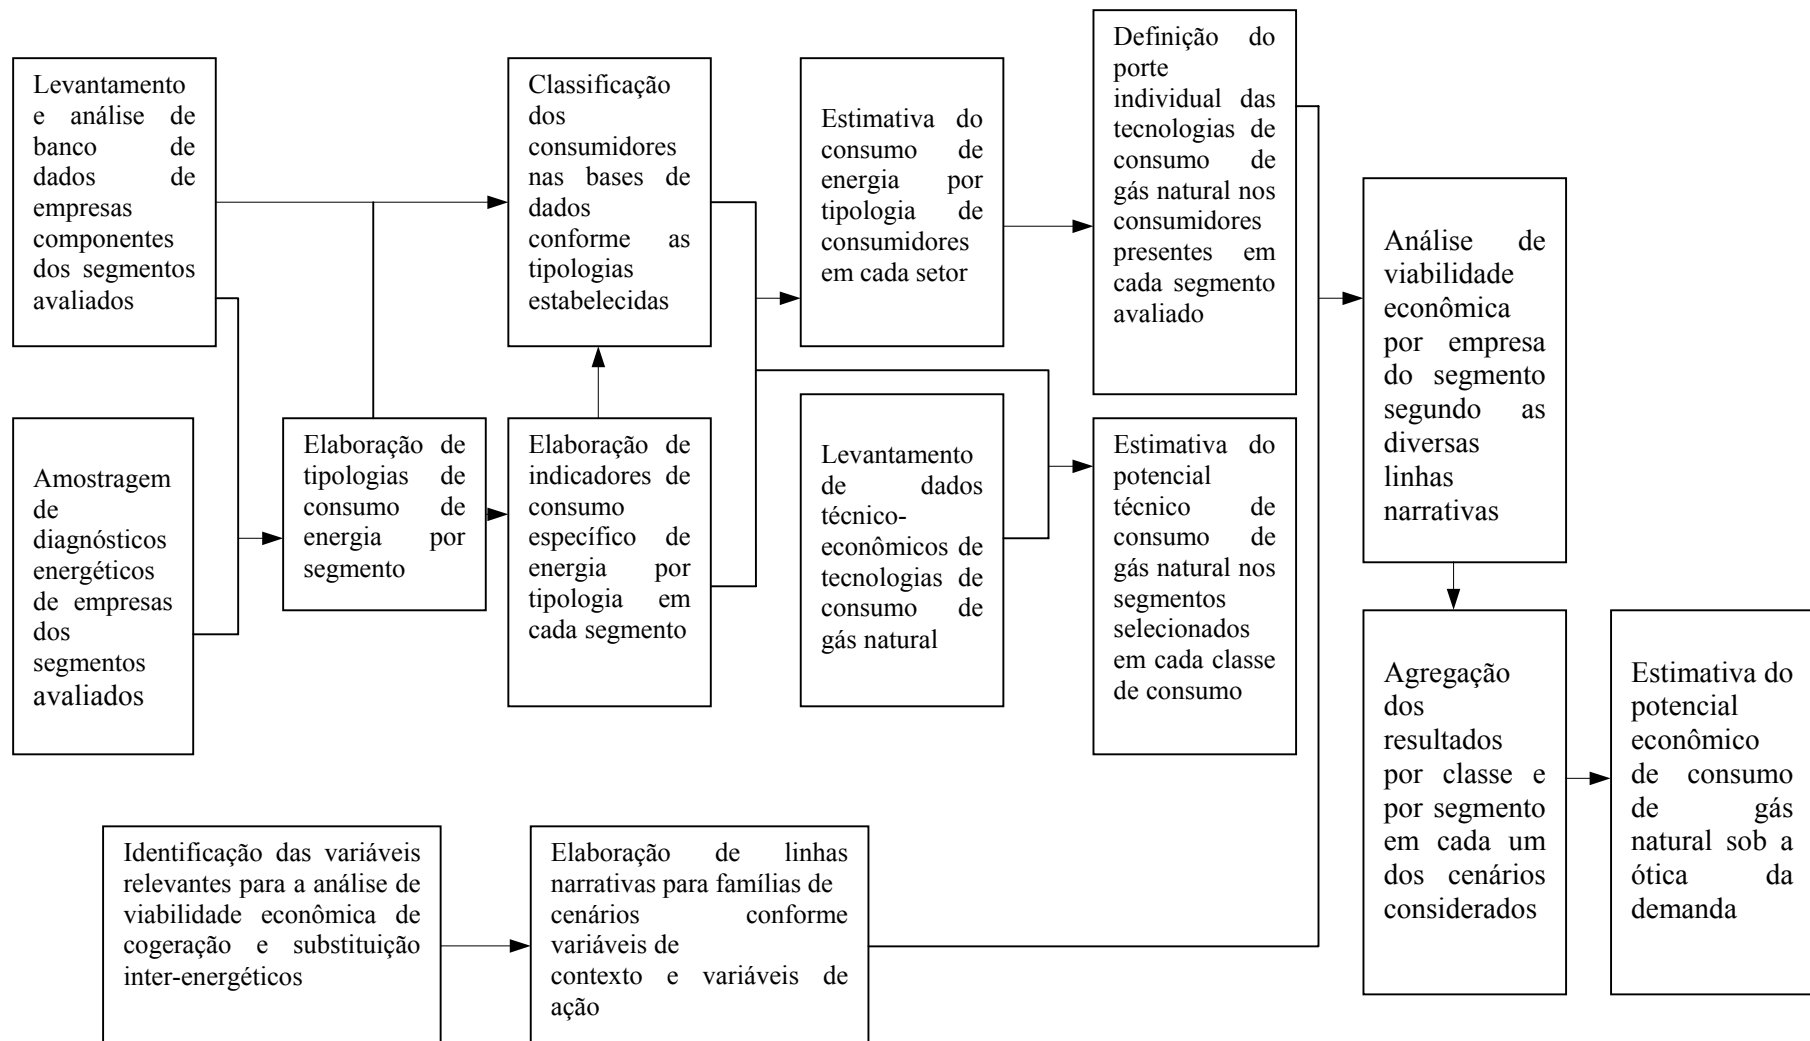 Levantamento
e análise de
banco de
dados de
empresas
componentes
dos segmentos
avaliados
Amostragem
de
diagnósticos
energéticos
de empresas
dos
segmentos
avaliados
Elaboração de
tipologias de
consumo de
energia por
segmento
Classificação
dos
consumidores
nas bases de
dados
conforme as
tipologias
estabelecidas
Elaboração de
indicadores de
consumo
específico de
energia por
tipologia em
cada segmento
Estimativa do
consumo de
energia por
tipologia de
consumidores
em cada setor
Levantamento
de dados
técnico-
econômicos de
tecnologias de
consumo de
gás natural
Definição do
porte
individual das
tecnologias de
consumo de
gás natural nos
consumidores
presentes em
cada segmento
avaliado
Estimativa do
potencial
técnico de
consumo de
gás natural nos
segmentos
selecionados
em cada classe
de consumo
Análise de
viabilidade
econômica
por empresa
do segmento
segundo as
diversas
linhas
narrativas
Agregação
dos
resultados
por classe e
por segmento
em cada um
dos cenários
considerados
Estimativa do
potencial
econômico
de consumo
de gás
natural sob a
ótica da
demanda
Identificação das variáveis
relevantes para a análise de
viabilidade econômica de
cogeração e substituição
inter-energéticos
Elaboração de linhas
narrativas para famílias de
cenários conforme
variáveis de
contexto e variáveis de
ação